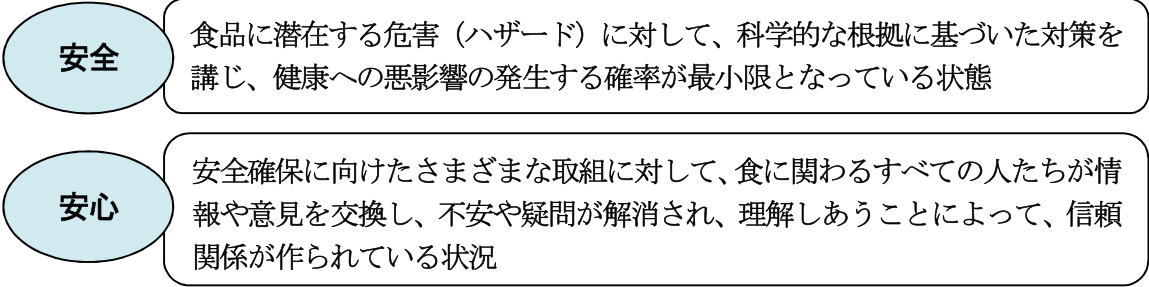 安全
食品に潜在する危害（ハザード）に対して、科学的な根拠に基づいた対策を
講じ、健康への悪影響の発生する確率が最小限となっている状態
安心
安全確保に向けたさまざまな取組に対して、食に関わるすべての人たちが情
報や意見を交換し、不安や疑問が解消され、理解しあうことによって、信頼
関係が作られている状況